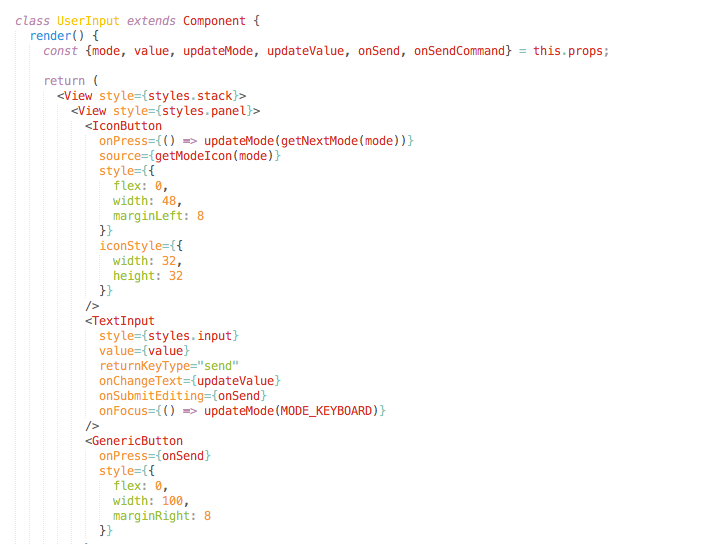 class UserInput extends Component {
render() {
const {mode, value, updateMode, updateValue, onSend, onSendCommand} = this.props;
return (
<View style={styles.stack}>
<View style={styles.panel}>
<IconButton
onPress={() => updateMode(getNextMode(mode))}
source={getModeIcon(mode)}
style={{
flex: 0,
width: 48,
marginLeft: 8
}}
iconStyle={{
width: 32,
height: 32
}}
/>
<TextInput
style={styles.input}
value={value}
returnKeyType="send"
onChangeText={updateValue}
onSubmitEditing={onSend}
onFocus={() => updateMode(MODE_KEYBOARD)}
/>
<GenericButton
onPress={onSend}
style={{
flex: 0,
width: 100,
marginRight: 8
}}